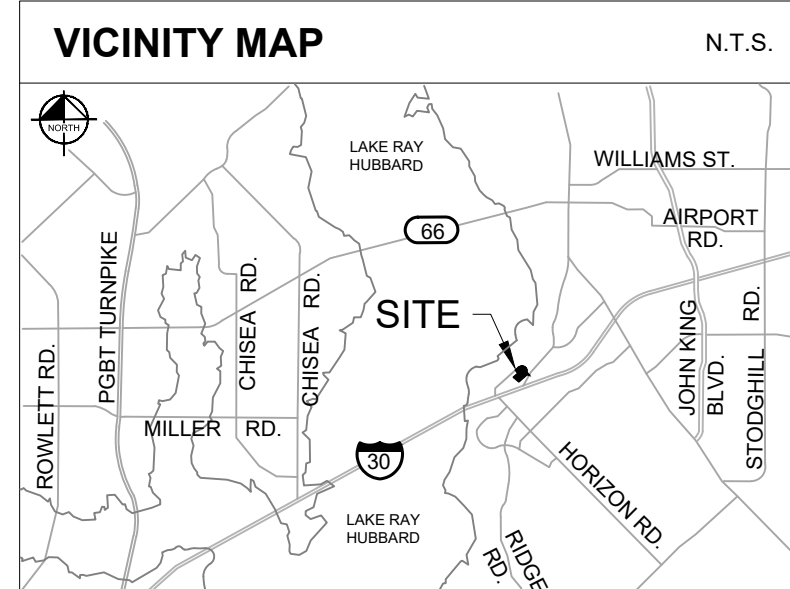 VICINITY MAP
N.T.S.
NORTH
LAKE RAY
HUBBARD
WILLIAMS ST.
AIRPORT
RD.
66
PGBT TURNPIKE
CHISEA RD.
CHISEA RD.
SITE
ROWLETT RD.
MILLER RD.
JOHN KING
BLVD.
STODGHILL RD.
30
HORIZON RD.
LAKE RAY
HUBBARD
RIDGE
RD.